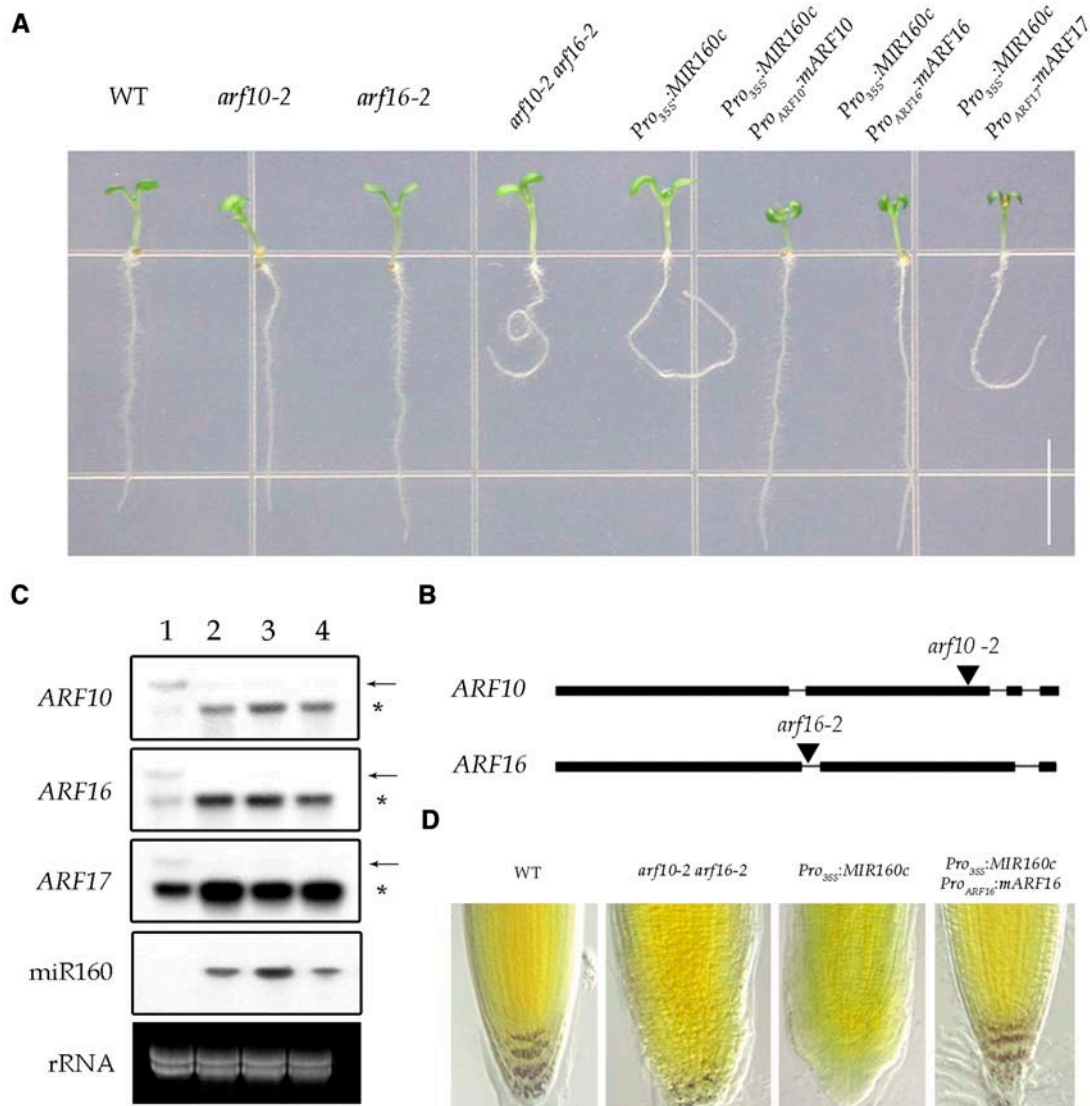 A
WT
arf10-2
arf16-2
arf10-2 arf16-2
Pro35S:MIR160c
Pro35S:MIR160c
ProARF10:mARF10
Pro35S:MIR160c
ProARF16:mARF16
Pro35S:MIR160c
ProARF17:mARF17
C
1 2 3 4
ARF10
*
ARF16
*
ARF17
*
miR160
rRNA
B
arf10 -2
ARF10
arf16-2
ARF16
D
WT
arf10-2 arf16-2
Pro35S:MIR160c
Pro35S:MIR160c
ProARF16:mARF16